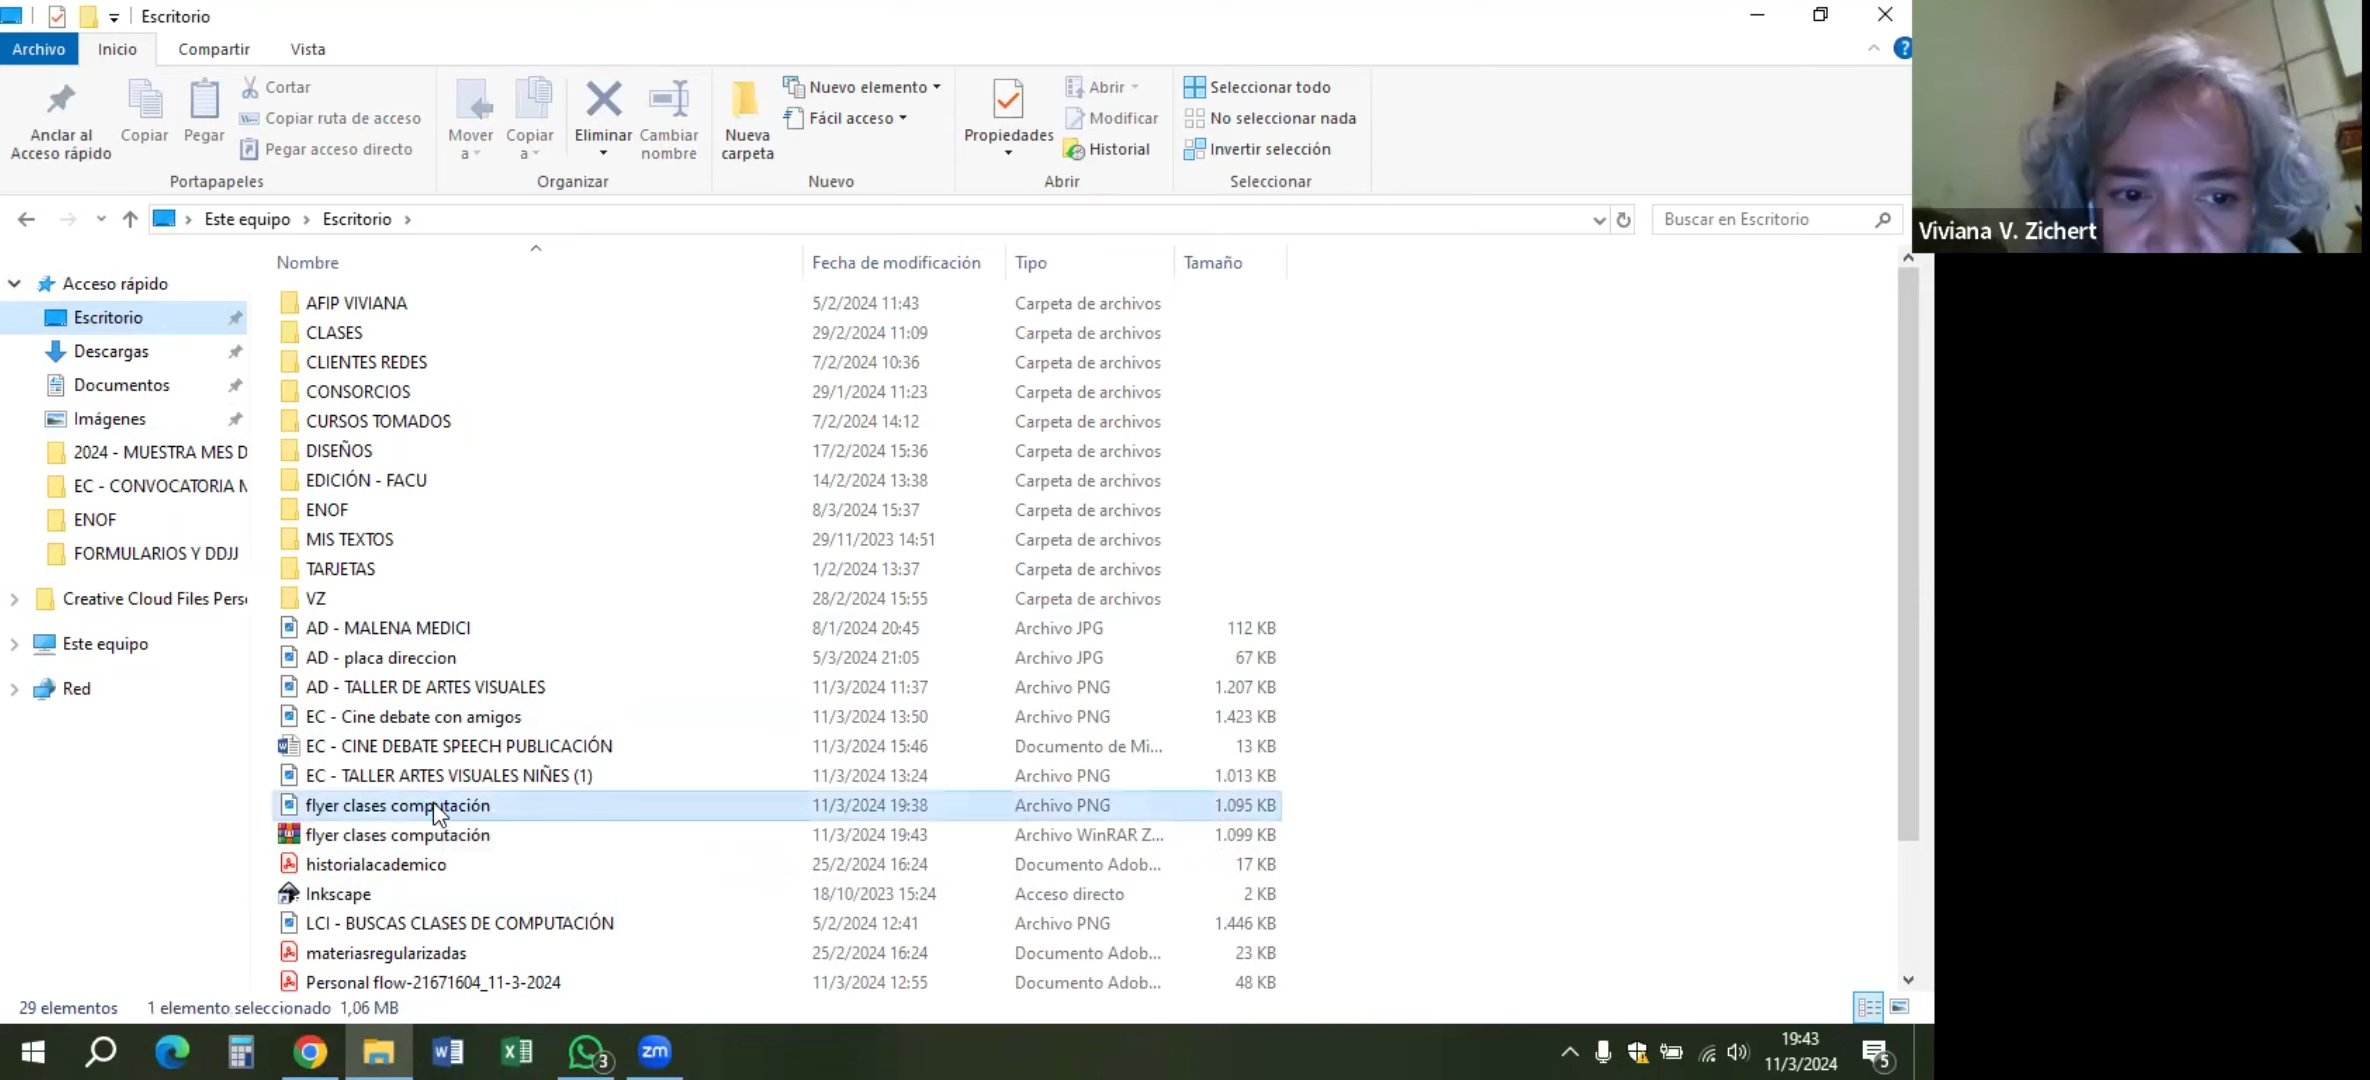 Escritorio
Archivo Inicio Compartir Vista
Anclar al Acceso rápido
Copiar
Pegar
Cortar
Copiar ruta de acceso
Pegar acceso directo
Portapapeles
Mover a
Copiar a
Eliminar
Cambiar nombre
Organizar
Nueva carpeta
Nuevo elemento
Fácil acceso
Nuevo
Propiedades
Abrir
Modificar
Historial
Abrir
Seleccionar todo
No seleccionar nada
Invertir selección
Seleccionar
Este equipo > Escritorio >
Buscar en Escritorio
Viviana V. Zichert
Acceso rápido
Escritorio
Descargas
Documentos
Imágenes
2024 - MUESTRA MES D
EC - CONVOCATORIA M
ENOF
FORMULARIOS Y DDJJ
Creative Cloud Files Perso
Este equipo
Red
Nombre Fecha de modificación Tipo Tamaño
AFIP VIVIANA 5/2/2024 11:43 Carpeta de archivos
CLASES 29/2/2024 11:09 Carpeta de archivos
CLIENTES REDES 7/2/2024 10:36 Carpeta de archivos
CONSORCIOS 29/1/2024 11:23 Carpeta de archivos
CURSOS TOMADOS 7/2/2024 14:12 Carpeta de archivos
DISEÑOS 17/2/2024 15:36 Carpeta de archivos
EDICIÓN - FACU 14/2/2024 13:38 Carpeta de archivos
ENOF 8/3/2024 15:37 Carpeta de archivos
MIS TEXTOS 29/11/2023 14:51 Carpeta de archivos
TARJETAS 1/2/2024 13:37 Carpeta de archivos
VZ 28/2/2024 15:55 Carpeta de archivos
AD - MALENA MEDICI 8/1/2024 20:45 Archivo JPG 112 KB
AD - placa direccion 5/3/2024 21:05 Archivo JPG 67 KB
AD - TALLER DE ARTES VISUALES 11/3/2024 11:37 Archivo PNG 1.207 KB
EC - Cine debate con amigos 11/3/2024 13:50 Archivo PNG 1.423 KB
EC - CINE DEBATE SPEECH PUBLICACIÓN 11/3/2024 15:46 Documento de Mi... 13 KB
EC - TALLER ARTES VISUALES NIÑES (1) 11/3/2024 13:24 Archivo PNG 1.013 KB
flyer clases computación 11/3/2024 19:38 Archivo PNG 1.095 KB
flyer clases computación 11/3/2024 19:43 Archivo WinRAR Z... 1.099 KB
historialacademico 25/2/2024 16:24 Documento Adob... 17 KB
Inkscape 18/10/2023 15:24 Acceso directo 2 KB
LCI - BUSCAS CLASES DE COMPUTACIÓN 5/2/2024 12:41 Archivo PNG 1.446 KB
materiasregularizadas 25/2/2024 16:24 Documento Adob... 23 KB
Personal flow-21671604_11-3-2024 11/3/2024 12:55 Documento Adob... 48 KB
29 elementos 1 elemento seleccionado 1,06 MB
3
zm
19:43
11/3/2024
5